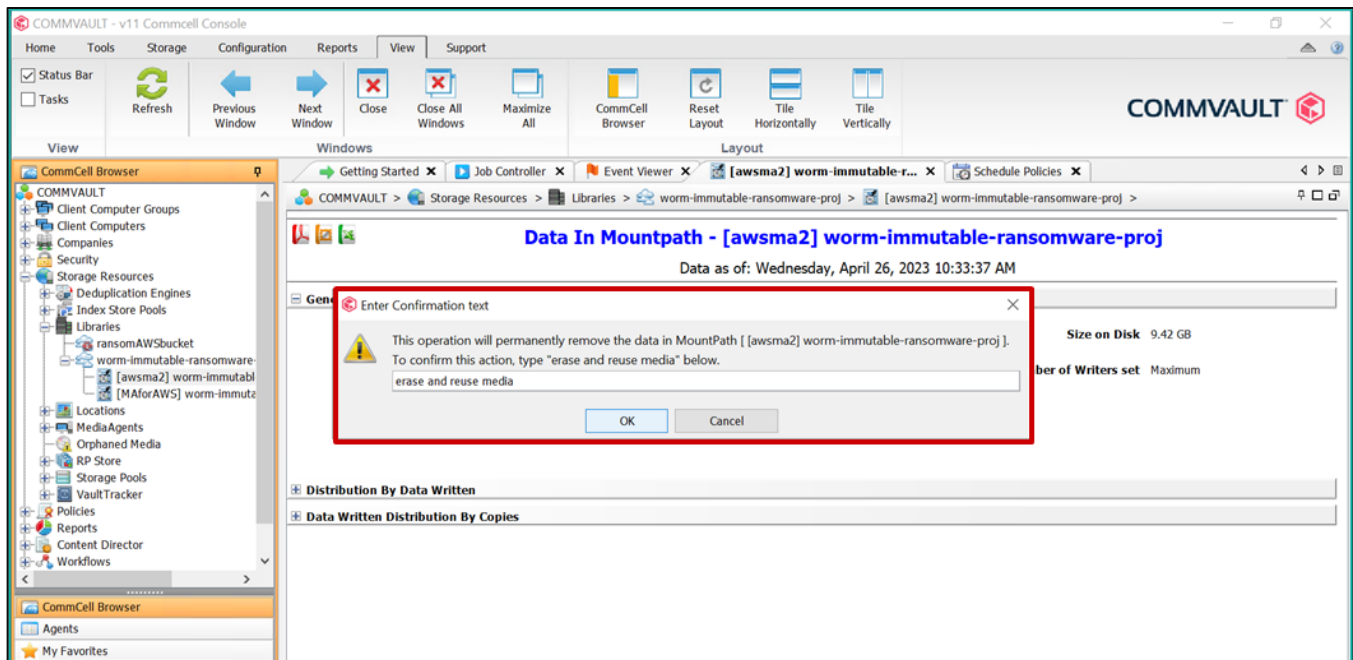 COMMVAULT - v11 Commcell Console
Home Tools Storage Configuration Reports View Support
Status Bar
Tasks
Refresh
Previous Window
Next Window
Close
Close All Windows
Maximize All
CommCell Browser
Reset Layout
Tile Horizontally
Tile Vertically
COMMVAULT
View Windows Layout
CommCell Browser
COMMVAULT
Client Computer Groups
Client Computers
Companies
Security
Storage Resources
Deduplication Engines
Index Store Pools
Libraries
ransomAWSbucket
worm-immutable-ransomware-
[awsma2] worm-immutabl
[MAforAWS] worm-immuta
Locations
MediaAgents
Orphaned Media
RP Store
Storage Pools
VaultTracker
Policies
Reports
Content Director
Workflows
CommCell Browser
Agents
My Favorites
Getting Started Job Controller Event Viewer [awsma2] worm-immutable-r... Schedule Policies
COMMVAULT > Storage Resources > Libraries > worm-immutable-ransomware-proj > [awsma2] worm-immutable-ransomware-proj >
Data In Mountpath - [awsma2] worm-immutable-ransomware-proj
Data as of: Wednesday, April 26, 2023 10:33:37 AM
Gene
Enter Confirmation text
This operation will permanently remove the data in MountPath [ [awsma2] worm-immutable-ransomware-proj ].
To confirm this action, type "erase and reuse media" below.
erase and reuse media
OK Cancel
Size on Disk 9.42 GB
ber of Writers set Maximum
Distribution By Data Written
Data Written Distribution By Copies